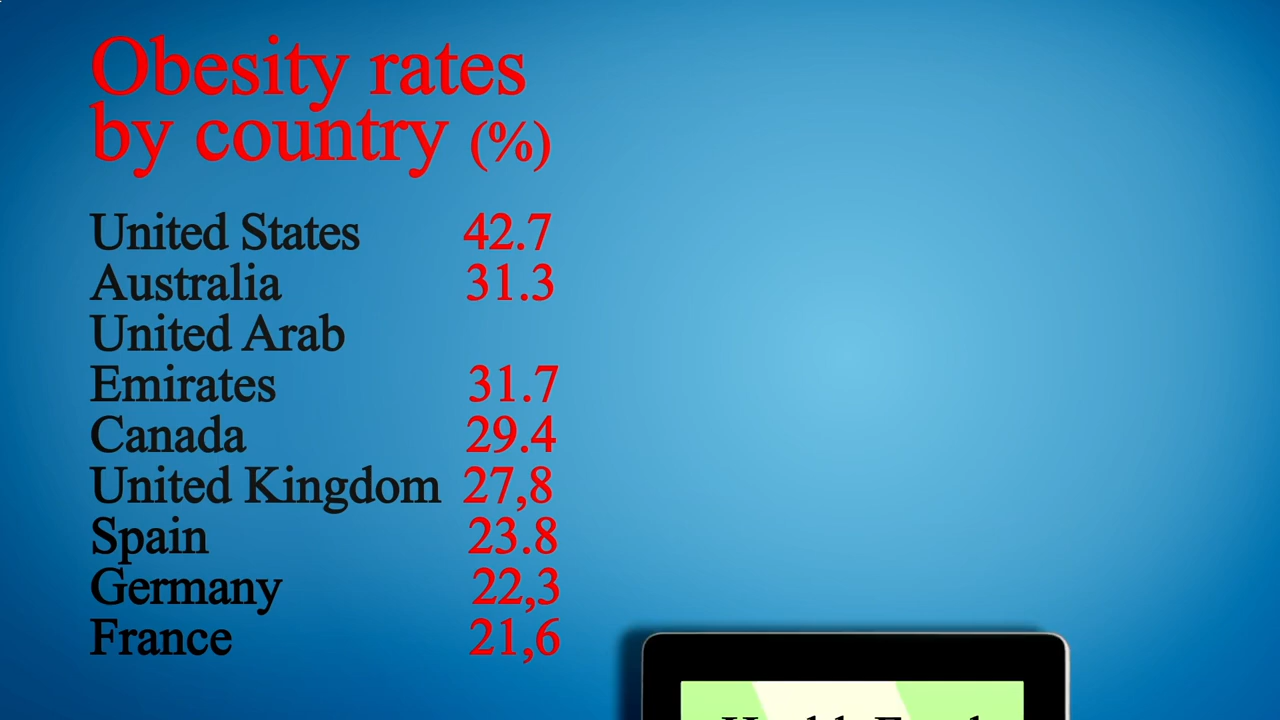 Obesity rates
by country (%)
United States 42.7
Australia 31.3
United Arab
Emirates 31.7
Canada 29.4
United Kingdom 27,8
Spain 23.8
Germany 22,3
France 21,6